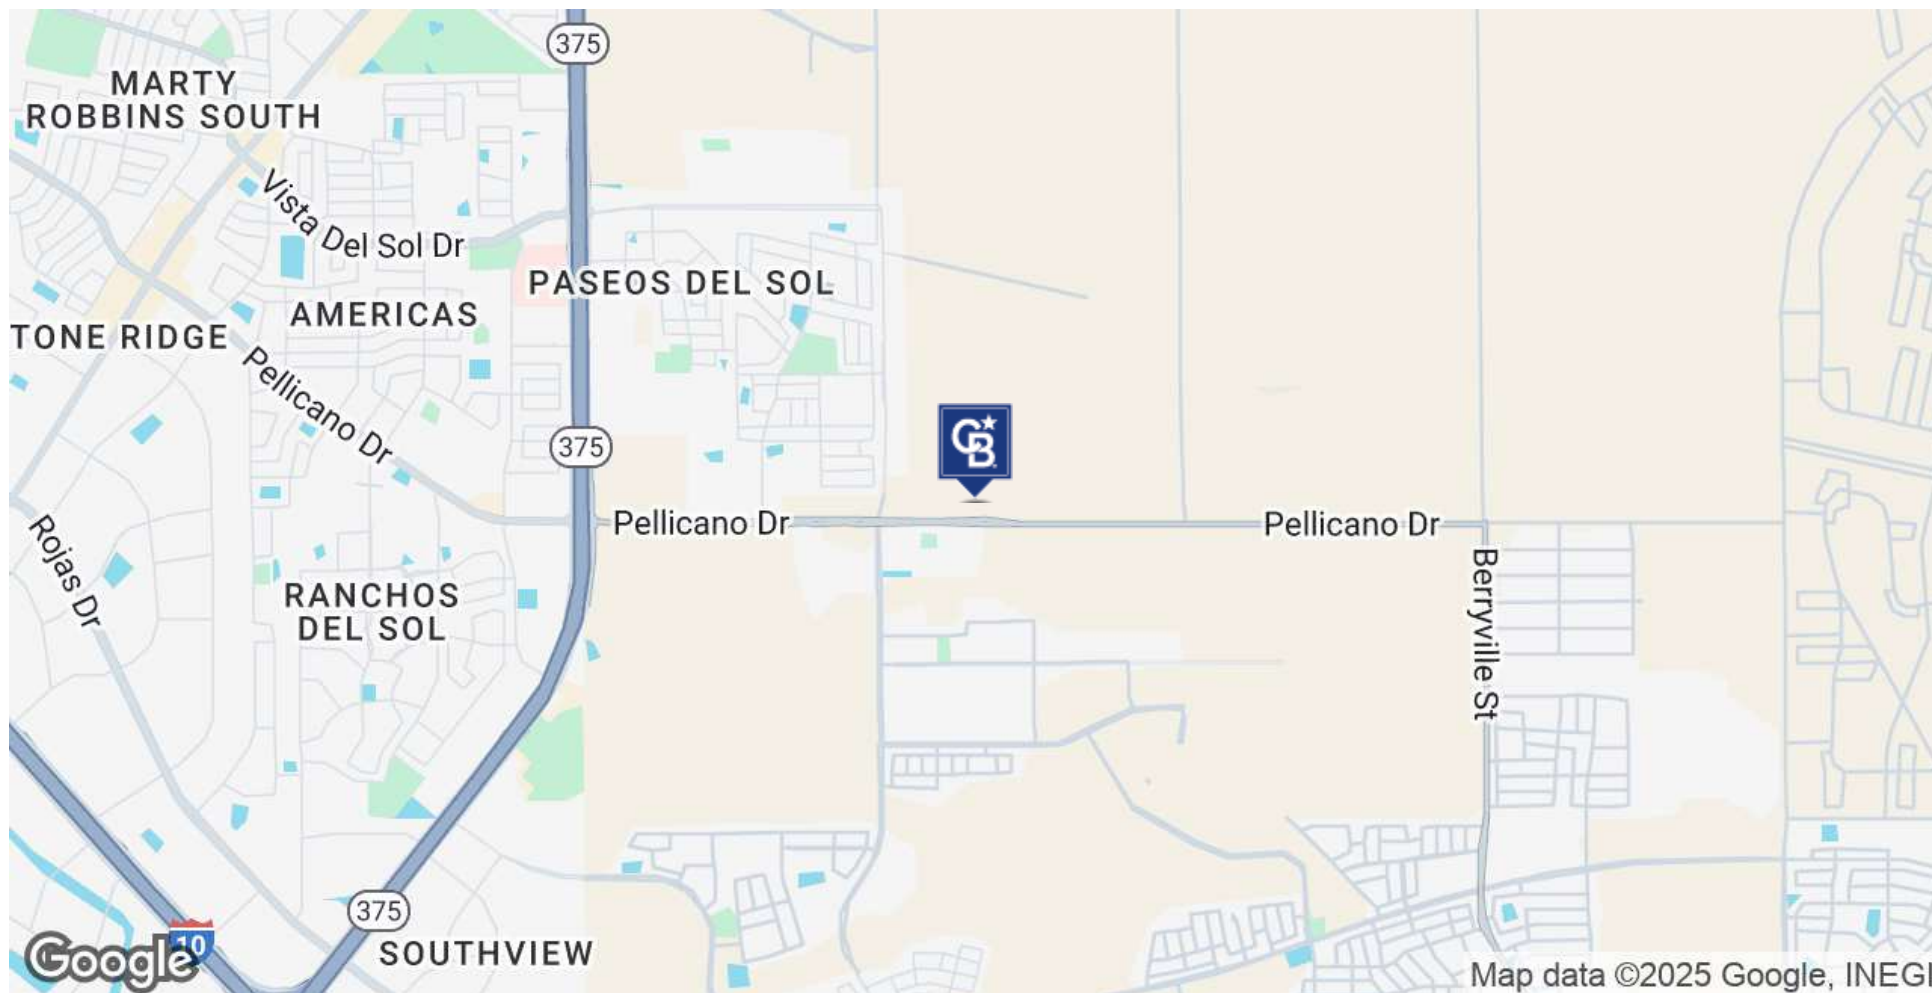 375
MARTY
ROBBINS SOUTH
Vista Del Sol Dr
PASEOS DEL SOL
AMERICAS
TONE RIDGE
Pellicano Dr
375
CB
Pellicano Dr
Pellicano Dr
Rojas Dr
RANCHOS
DEL SOL
Berryville St
375
10
SOUTHVIEW
Google
Map data ©2025 Google, INEGI